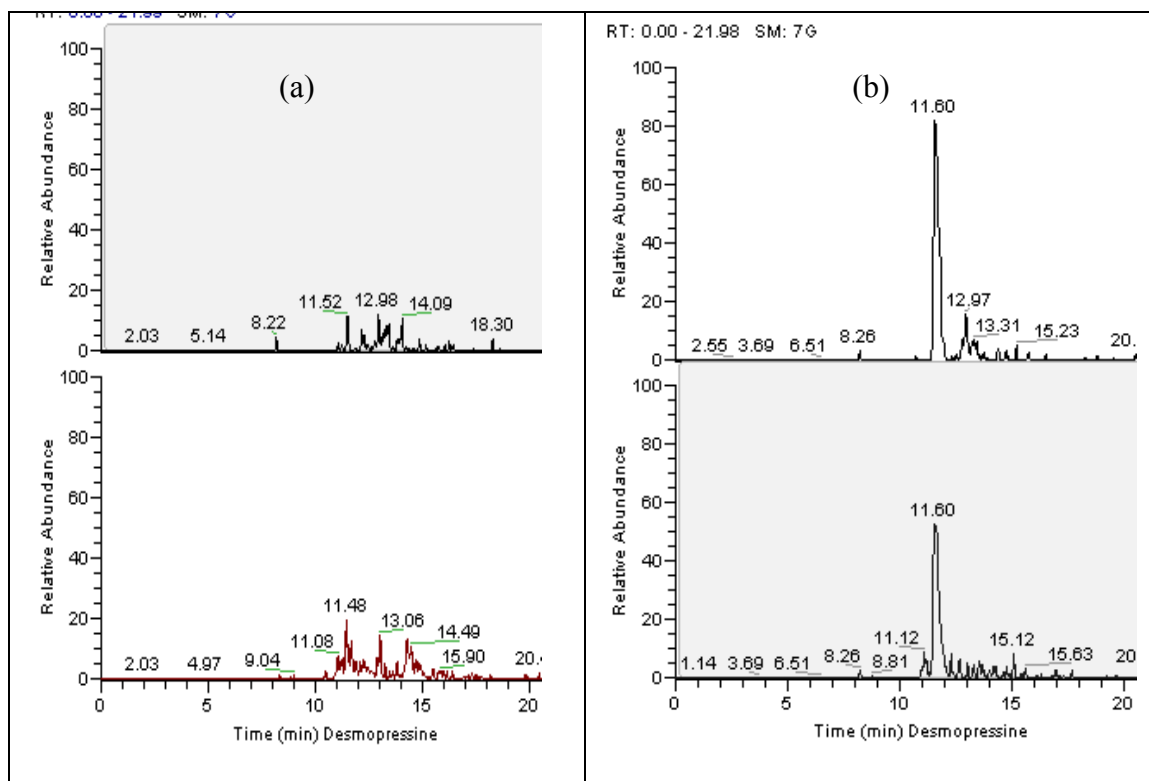 (a)
Relative Abundance
100
80
60
40
20
0
2.03 5.14 8.22 11.52 12.98 14.09 18.30
Relative Abundance
100
80
60
40
20
0
2.03 4.97 9.04 11.08 11.48 13.06 14.49 15.90
0 5 10 15 20
Time (min) Desmopressine
RT: 0.00 - 21.98 SM: 7G
(b)
Relative Abundance
100
80
60
40
20
0
2.55 3.69 6.51 8.26 11.60 12.97 13.31 15.23 20.
Relative Abundance
100
80
60
40
20
0
1.14 3.69 6.51 8.26 8.81 11.12 11.60 15.12 15.63 20
0 5 10 15 20
Time (min) Desmopressine